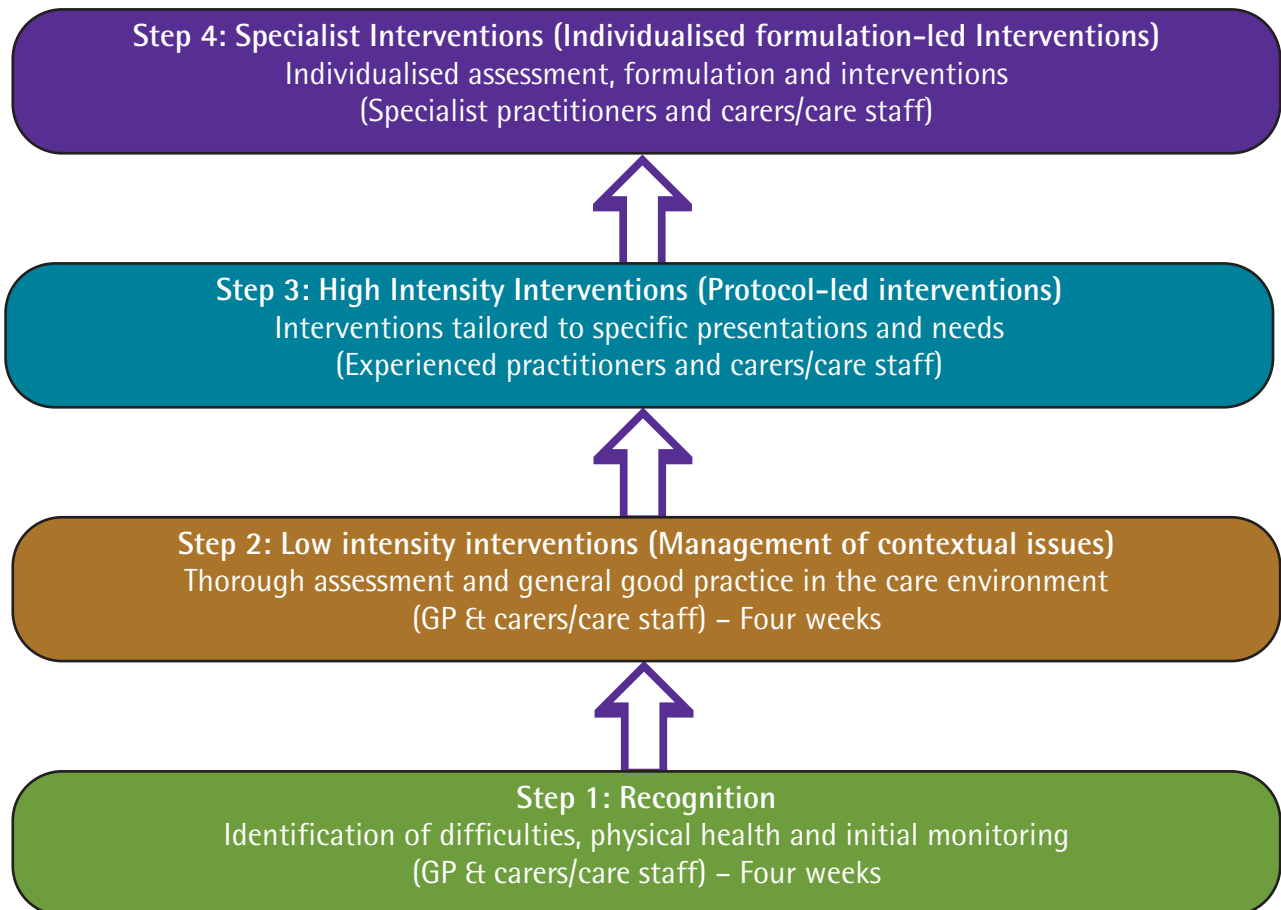 Step 4: Specialist Interventions (Individualised formulation-led Interventions)
Individualised assessment, formulation and interventions
(Specialist practitioners and carers/care staff)
Step 3: High Intensity Interventions (Protocol-led interventions)
Interventions tailored to specific presentations and needs
(Experienced practitioners and carers/care staff)
Step 2: Low intensity interventions (Management of contextual issues)
Thorough assessment and general good practice in the care environment
(GP & carers/care staff) – Four weeks
Step 1: Recognition
Identification of difficulties, physical health and initial monitoring
(GP & carers/care staff) – Four weeks